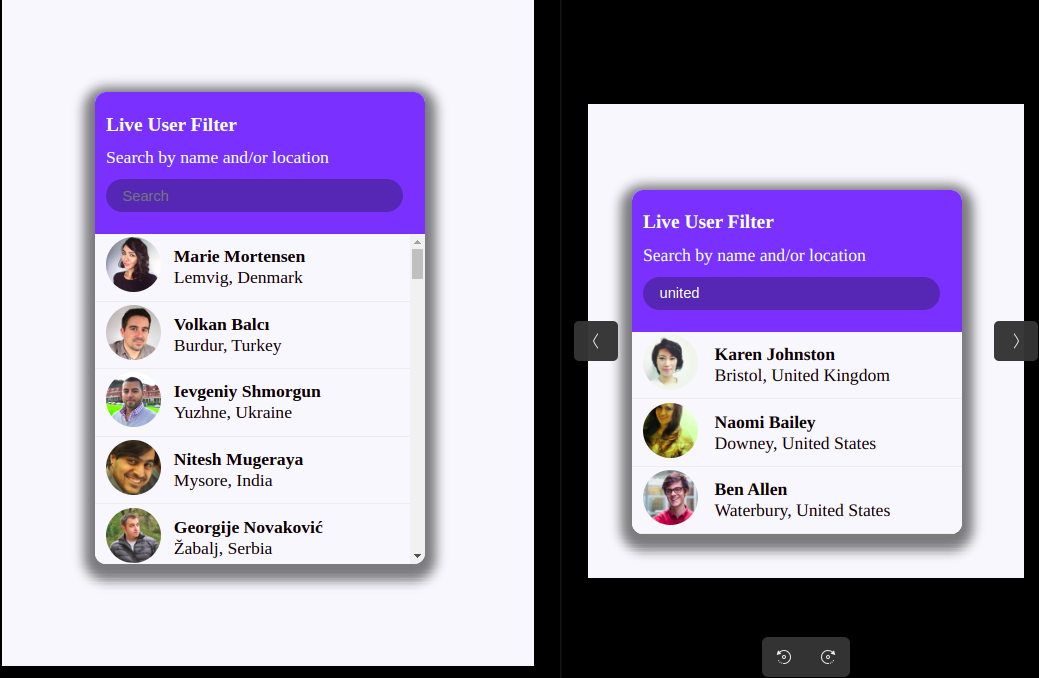 Live User Filter
Search by name and/or location
Search
Marie Mortensen
Lemvig, Denmark
Volkan Balcı
Burdur, Turkey
Ievgeniy Shmorgun
Yuzhne, Ukraine
Nitesh Mugeraya
Mysore, India
Georgije Novaković
Žabalj, Serbia
Live User Filter
Search by name and/or location
united
Karen Johnston
Bristol, United Kingdom
Naomi Bailey
Downey, United States
Ben Allen
Waterbury, United States